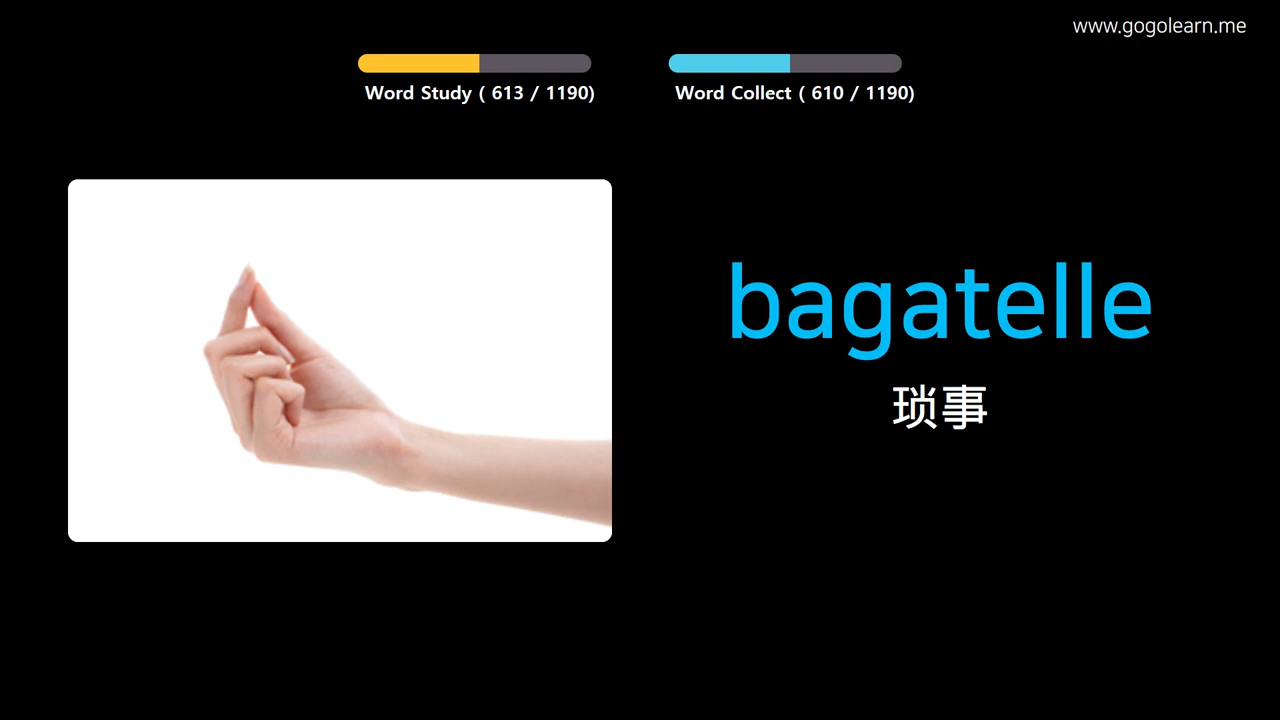 www.gogolearn.me
Word Study ( 613 / 1190)
Word Collect ( 610 / 1190)
bagatelle
琐事